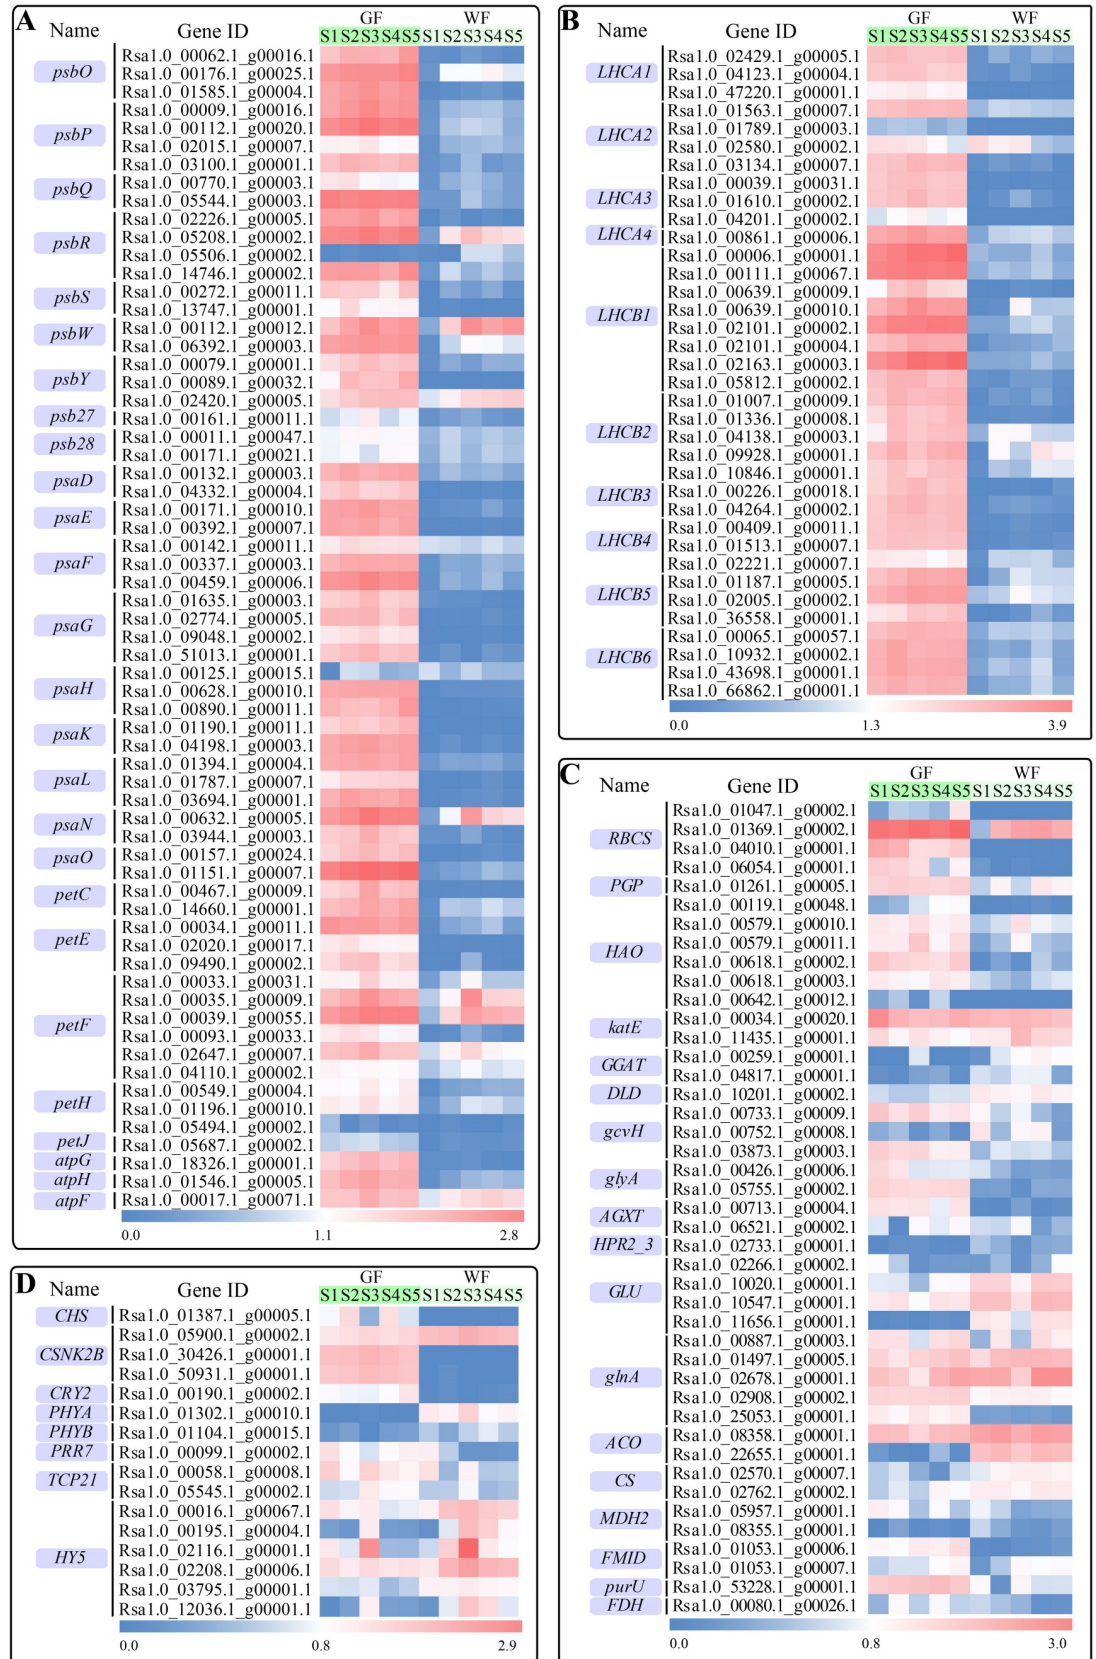 A
Name Gene ID GF WF
S1 S2 S3 S4 S5 S1 S2 S3 S4 S5
psbO
Rsa1.0_00062.1_g00016.1
Rsa1.0_00176.1_g00025.1
Rsa1.0_01585.1_g00004.1
psbP
Rsa1.0_00009.1_g00016.1
Rsa1.0_00112.1_g00020.1
Rsa1.0_02015.1_g00007.1
Rsa1.0_03100.1_g00001.1
psbQ
Rsa1.0_00770.1_g00003.1
Rsa1.0_05544.1_g00003.1
psbR
Rsa1.0_02226.1_g00005.1
Rsa1.0_05208.1_g00002.1
Rsa1.0_05506.1_g00002.1
Rsa1.0_14746.1_g00002.1
psbS
Rsa1.0_00272.1_g00011.1
Rsa1.0_13747.1_g00001.1
psbW
Rsa1.0_00112.1_g00012.1
Rsa1.0_06392.1_g00003.1
psbY
Rsa1.0_00079.1_g00001.1
Rsa1.0_00089.1_g00032.1
Rsa1.0_02420.1_g00005.1
psb27
Rsa1.0_00161.1_g00011.1
psb28
Rsa1.0_00011.1_g00047.1
Rsa1.0_00171.1_g00021.1
psaD
Rsa1.0_00132.1_g00003.1
Rsa1.0_04332.1_g00004.1
psaE
Rsa1.0_00171.1_g00010.1
Rsa1.0_00392.1_g00007.1
psaF
Rsa1.0_00142.1_g00011.1
Rsa1.0_00337.1_g00003.1
Rsa1.0_00459.1_g00006.1
psaG
Rsa1.0_01635.1_g00003.1
Rsa1.0_02774.1_g00005.1
Rsa1.0_09048.1_g00002.1
Rsa1.0_51013.1_g00001.1
psaH
Rsa1.0_00125.1_g00015.1
Rsa1.0_00628.1_g00010.1
Rsa1.0_00890.1_g00011.1
psaK
Rsa1.0_01190.1_g00011.1
Rsa1.0_04198.1_g00003.1
psaL
Rsa1.0_01394.1_g00004.1
Rsa1.0_01787.1_g00007.1
Rsa1.0_03694.1_g00001.1
psaN
Rsa1.0_00632.1_g00005.1
Rsa1.0_03944.1_g00003.1
psaO
Rsa1.0_00157.1_g00024.1
Rsa1.0_01151.1_g00007.1
petC
Rsa1.0_00467.1_g00009.1
Rsa1.0_14660.1_g00001.1
petE
Rsa1.0_00034.1_g00011.1
Rsa1.0_02020.1_g00017.1
Rsa1.0_09490.1_g00002.1
petF
Rsa1.0_00033.1_g00031.1
Rsa1.0_00035.1_g00009.1
Rsa1.0_00039.1_g00055.1
Rsa1.0_00093.1_g00033.1
Rsa1.0_02647.1_g00007.1
Rsa1.0_04110.1_g00002.1
petH
Rsa1.0_00549.1_g00004.1
Rsa1.0_01196.1_g00010.1
Rsa1.0_05494.1_g00002.1
petJ
Rsa1.0_05687.1_g00002.1
atpG
Rsa1.0_18326.1_g00001.1
atpH
Rsa1.0_01546.1_g00005.1
atpF
Rsa1.0_00017.1_g00071.1
0.0 1.1 2.8
B
Name Gene ID GF WF
S1 S2 S3 S4 S5 S1 S2 S3 S4 S5
LHCA1
Rsa1.0_02429.1_g00005.1
Rsa1.0_04123.1_g00004.1
Rsa1.0_47220.1_g00001.1
LHCA2
Rsa1.0_01563.1_g00007.1
Rsa1.0_01789.1_g00003.1
Rsa1.0_02580.1_g00002.1
Rsa1.0_03134.1_g00007.1
LHCA3
Rsa1.0_00039.1_g00031.1
Rsa1.0_01610.1_g00002.1
Rsa1.0_04201.1_g00002.1
LHCA4
Rsa1.0_00861.1_g00006.1
LHCB1
Rsa1.0_00006.1_g00001.1
Rsa1.0_00111.1_g00067.1
Rsa1.0_00639.1_g00009.1
Rsa1.0_00639.1_g00010.1
Rsa1.0_02101.1_g00002.1
Rsa1.0_02101.1_g00004.1
Rsa1.0_02163.1_g00003.1
Rsa1.0_05812.1_g00002.1
LHCB2
Rsa1.0_01007.1_g00009.1
Rsa1.0_01336.1_g00008.1
Rsa1.0_04138.1_g00003.1
Rsa1.0_09928.1_g00001.1
Rsa1.0_10846.1_g00001.1
LHCB3
Rsa1.0_00226.1_g00018.1
Rsa1.0_04264.1_g00002.1
LHCB4
Rsa1.0_00409.1_g00011.1
Rsa1.0_01513.1_g00007.1
Rsa1.0_02221.1_g00007.1
LHCB5
Rsa1.0_01187.1_g00005.1
Rsa1.0_02005.1_g00002.1
Rsa1.0_36558.1_g00001.1
LHCB6
Rsa1.0_00065.1_g00057.1
Rsa1.0_10932.1_g00002.1
Rsa1.0_43698.1_g00001.1
Rsa1.0_66862.1_g00001.1
0.0 1.3 3.9
C
Name Gene ID GF WF
S1 S2 S3 S4 S5 S1 S2 S3 S4 S5
RBCS
Rsa1.0_01047.1_g00002.1
Rsa1.0_01369.1_g00002.1
Rsa1.0_04010.1_g00001.1
Rsa1.0_06054.1_g00001.1
PGP
Rsa1.0_01261.1_g00005.1
HAO
Rsa1.0_00119.1_g00048.1
Rsa1.0_00579.1_g00010.1
Rsa1.0_00579.1_g00011.1
Rsa1.0_00618.1_g00002.1
Rsa1.0_00618.1_g00003.1
Rsa1.0_00642.1_g00012.1
katE
Rsa1.0_00034.1_g00020.1
Rsa1.0_11435.1_g00001.1
GGAT
Rsa1.0_00259.1_g00001.1
Rsa1.0_04817.1_g00001.1
DLD
Rsa1.0_10201.1_g00002.1
gcvH
Rsa1.0_00733.1_g00009.1
Rsa1.0_00752.1_g00008.1
Rsa1.0_03873.1_g00003.1
glyA
Rsa1.0_00426.1_g00006.1
Rsa1.0_05755.1_g00002.1
AGXT
Rsa1.0_00713.1_g00004.1
Rsa1.0_06521.1_g00002.1
HPR2_3
Rsa1.0_02733.1_g00001.1
GLU
Rsa1.0_02266.1_g00002.1
Rsa1.0_10020.1_g00001.1
Rsa1.0_10547.1_g00001.1
Rsa1.0_11656.1_g00001.1
glnA
Rsa1.0_00887.1_g00003.1
Rsa1.0_01497.1_g00005.1
Rsa1.0_02678.1_g00001.1
Rsa1.0_02908.1_g00002.1
Rsa1.0_25053.1_g00001.1
ACO
Rsa1.0_08358.1_g00001.1
Rsa1.0_22655.1_g00001.1
CS
Rsa1.0_02570.1_g00007.1
Rsa1.0_02762.1_g00002.1
MDH2
Rsa1.0_05957.1_g00001.1
Rsa1.0_08355.1_g00001.1
FMID
Rsa1.0_01053.1_g00006.1
Rsa1.0_01053.1_g00007.1
purU
Rsa1.0_53228.1_g00001.1
FDH
Rsa1.0_00080.1_g00026.1
0.0 0.8 3.0
D
Name Gene ID GF WF
S1 S2 S3 S4 S5 S1 S2 S3 S4 S5
CHS
Rsa1.0_01387.1_g00005.1
CSNK2B
Rsa1.0_05900.1_g00002.1
Rsa1.0_30426.1_g00001.1
Rsa1.0_50931.1_g00001.1
CRY2
Rsa1.0_00190.1_g00002.1
PHYA
Rsa1.0_01302.1_g00010.1
PHYB
Rsa1.0_01104.1_g00015.1
PRR7
Rsa1.0_00099.1_g00002.1
TCP21
Rsa1.0_00058.1_g00008.1
Rsa1.0_05545.1_g00002.1
HY5
Rsa1.0_00016.1_g00067.1
Rsa1.0_00195.1_g00004.1
Rsa1.0_02116.1_g00001.1
Rsa1.0_02208.1_g00006.1
Rsa1.0_03795.1_g00001.1
Rsa1.0_12036.1_g00001.1
0.0 0.8 2.9